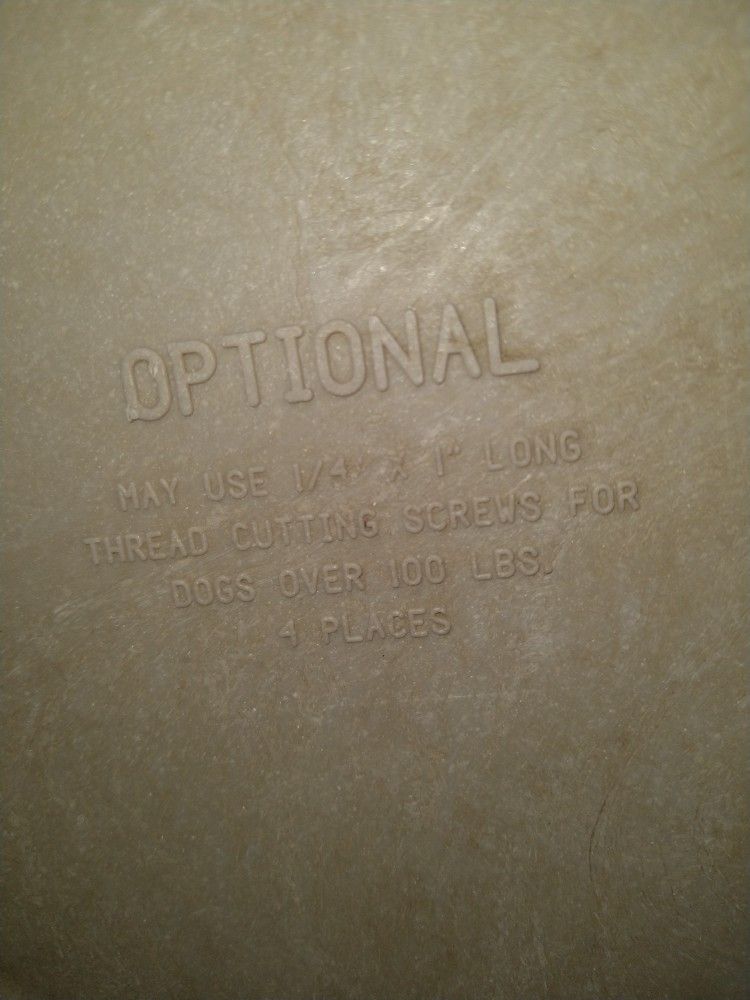 OPTIONAL
MAY USE 1/4" X 1" LONG
THREAD CUTTING SCREWS FOR
DOGS OVER 100 LBS.
4 PLACES